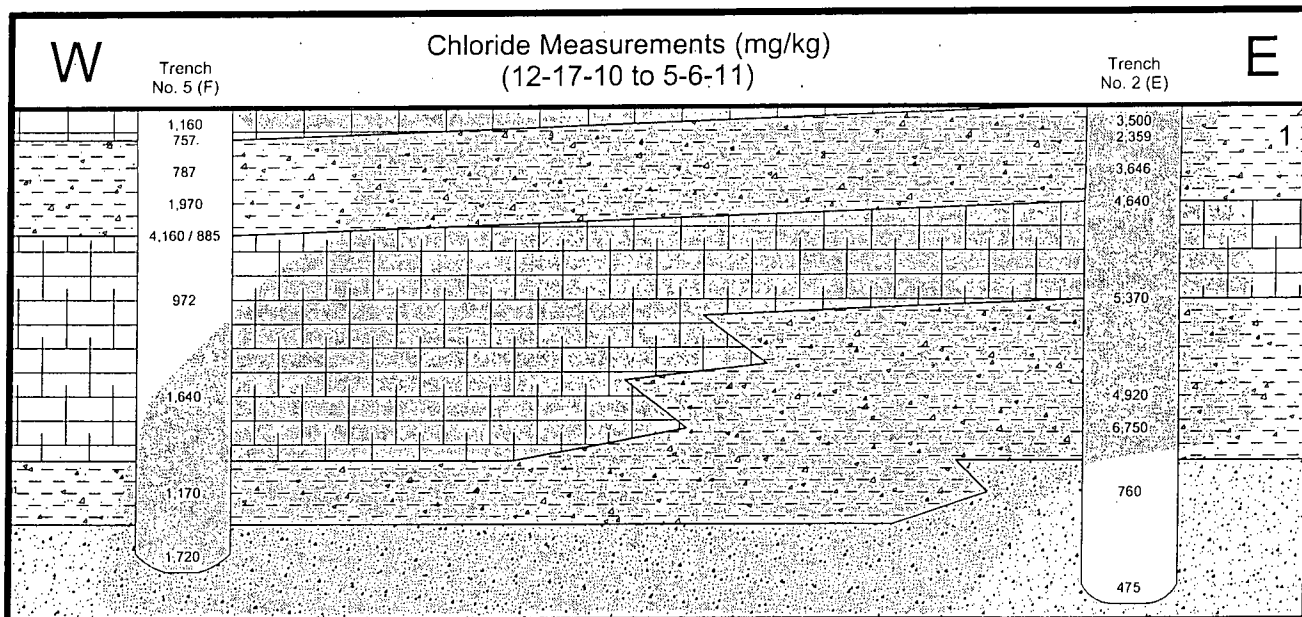 W
Trench
No. 5 (F)
Chloride Measurements (mg/kg)
(12-17-10 to 5-6-11)
Trench
No. 2 (E)
E
1,160
757.
787
1,970
4,160 / 885
972
1,640
1,170
1,720
3,500
2,359
3,646
4,640
5,370
4,920
6,750
760
475
1